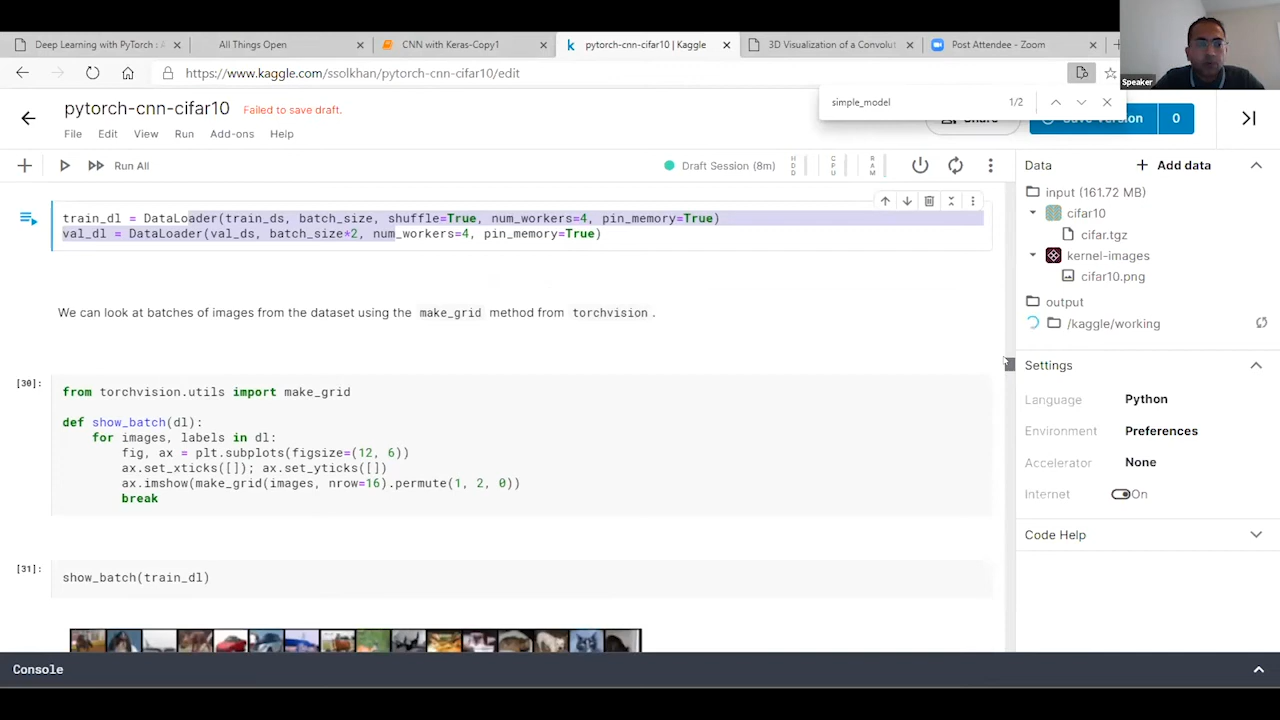 Deep Learning with PyTorch : A
All Things Open
CNN with Keras-Copy1
pytorch-cnn-cifar10 | Kaggle
3D Visualization of a Convolut
Post Attendee - Zoom
https://www.kaggle.com/ssolkhan/pytorch-cnn-cifar10/edit
Speaker
simple_model 1/2
pytorch-cnn-cifar10 Failed to save draft.
Share
Save Version 0
File Edit View Run Add-ons Help
Run All
Draft Session (8m)
HDD
CPU
RAM
train_dl = DataLoader(train_ds, batch_size, shuffle=True, num_workers=4, pin_memory=True)
val_dl = DataLoader(val_ds, batch_size*2, num_workers=4, pin_memory=True)
We can look at batches of images from the dataset using the make_grid method from torchvision .
[30]:
from torchvision.utils import make_grid
def show_batch(dl):
for images, labels in dl:
fig, ax = plt.subplots(figsize=(12, 6))
ax.set_xticks([]); ax.set_yticks([])
ax.imshow(make_grid(images, nrow=16).permute(1, 2, 0))
break
[31]:
show_batch(train_dl)
Data
Add data
input (161.72 MB)
cifar10
cifar.tgz
kernel-images
cifar10.png
output
/kaggle/working
Settings
Language Python
Environment Preferences
Accelerator None
Internet On
Code Help
Console